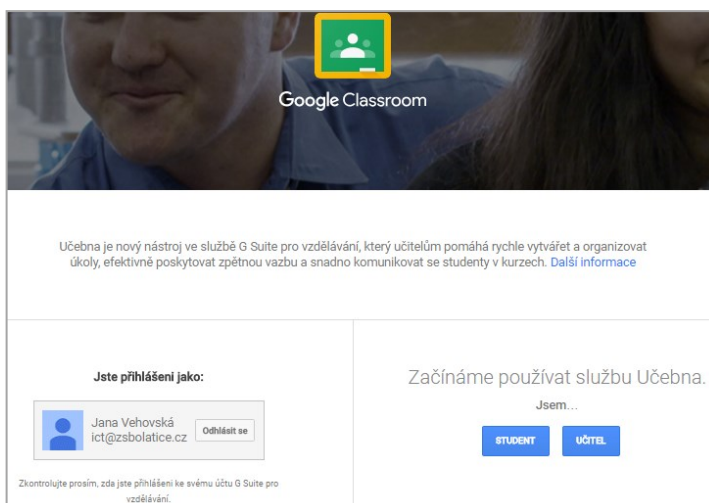 Google Classroom
Učebna je nový nástroj ve službě G Suite pro vzdělávání, který učitelům pomáhá rychle vytvářet a organizovat
úkoly, efektivně poskytovat zpětnou vazbu a snadno komunikovat se studenty v kurzech. Další informace
Jste přihlášeni jako:
Jana Vehovská
ict@zsbolatice.cz
Odhlásit se
Zkontrolujte prosím, zda jste přihlášeni ke svému účtu G Suite pro
vzdělávání.
Začínáme používat službu Učebna.
Jsem...
STUDENT
UČITEL